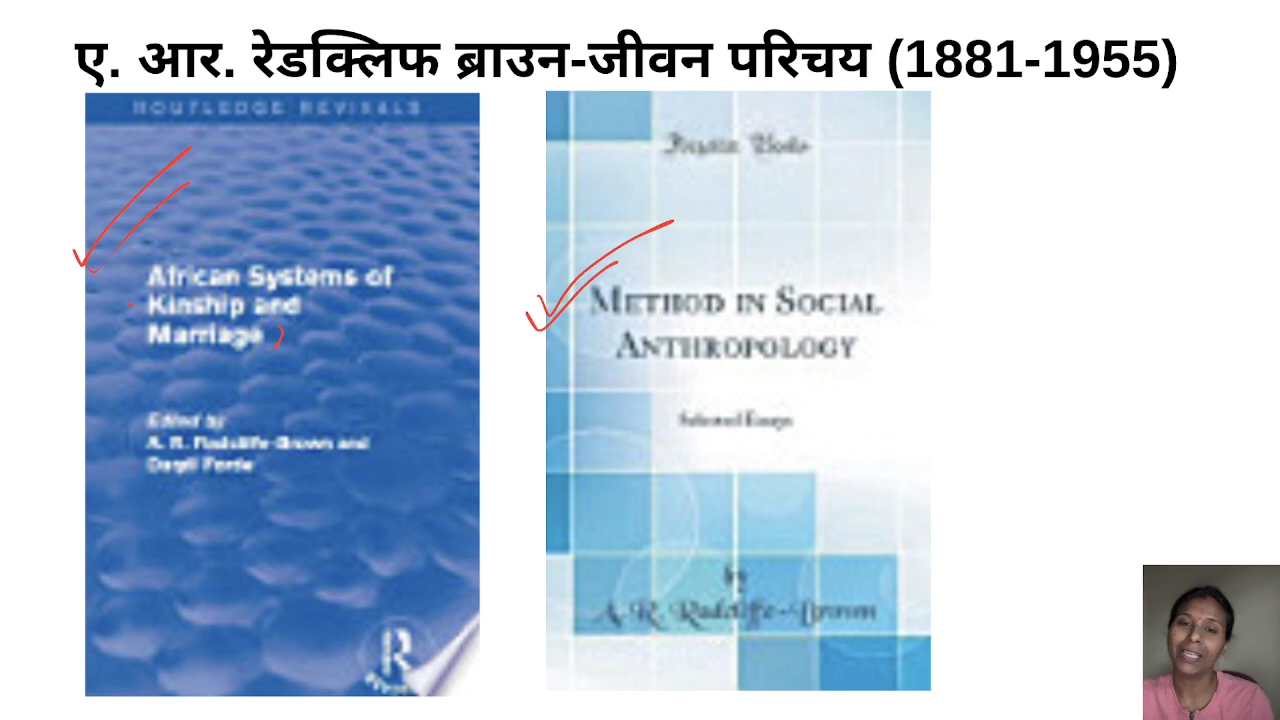 ए. आर. रेडक्लिफ ब्राउन-जीवन परिचय (1881-1955)
ROUTLEDGE REVIVALS
African Systems of
Kinship and
Marriage
Edited by
A. R. Radcliffe-Brown and
Daryll Forde
R
METHOD IN SOCIAL
ANTHROPOLOGY
Selected Essays
by
A. R. Radcliffe-Brown